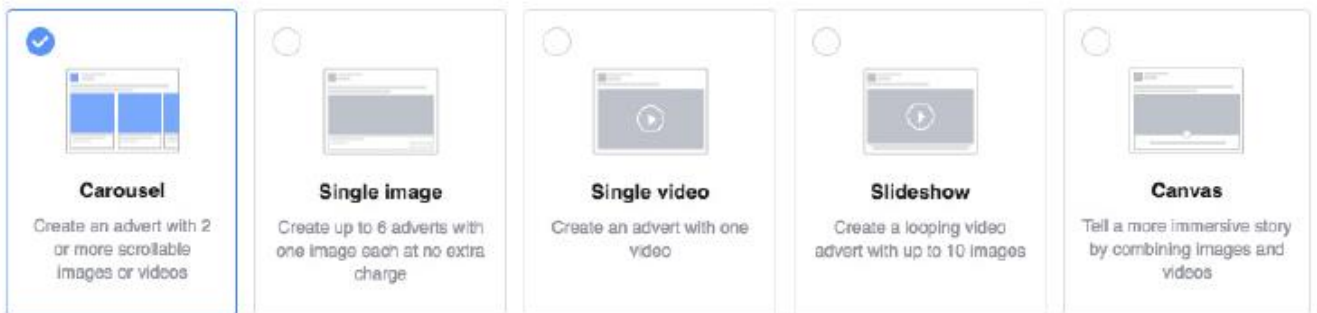 Carousel
Create an advert with 2
or more scrollable
images or videos
Single image
Create up to 6 adverts with
one image each at no extra
charge
Single video
Create an advert with one
video
Slideshow
Create a looping video
advert with up to 10 images
Canvas
Tell a more immersive story
by combining images and
videos